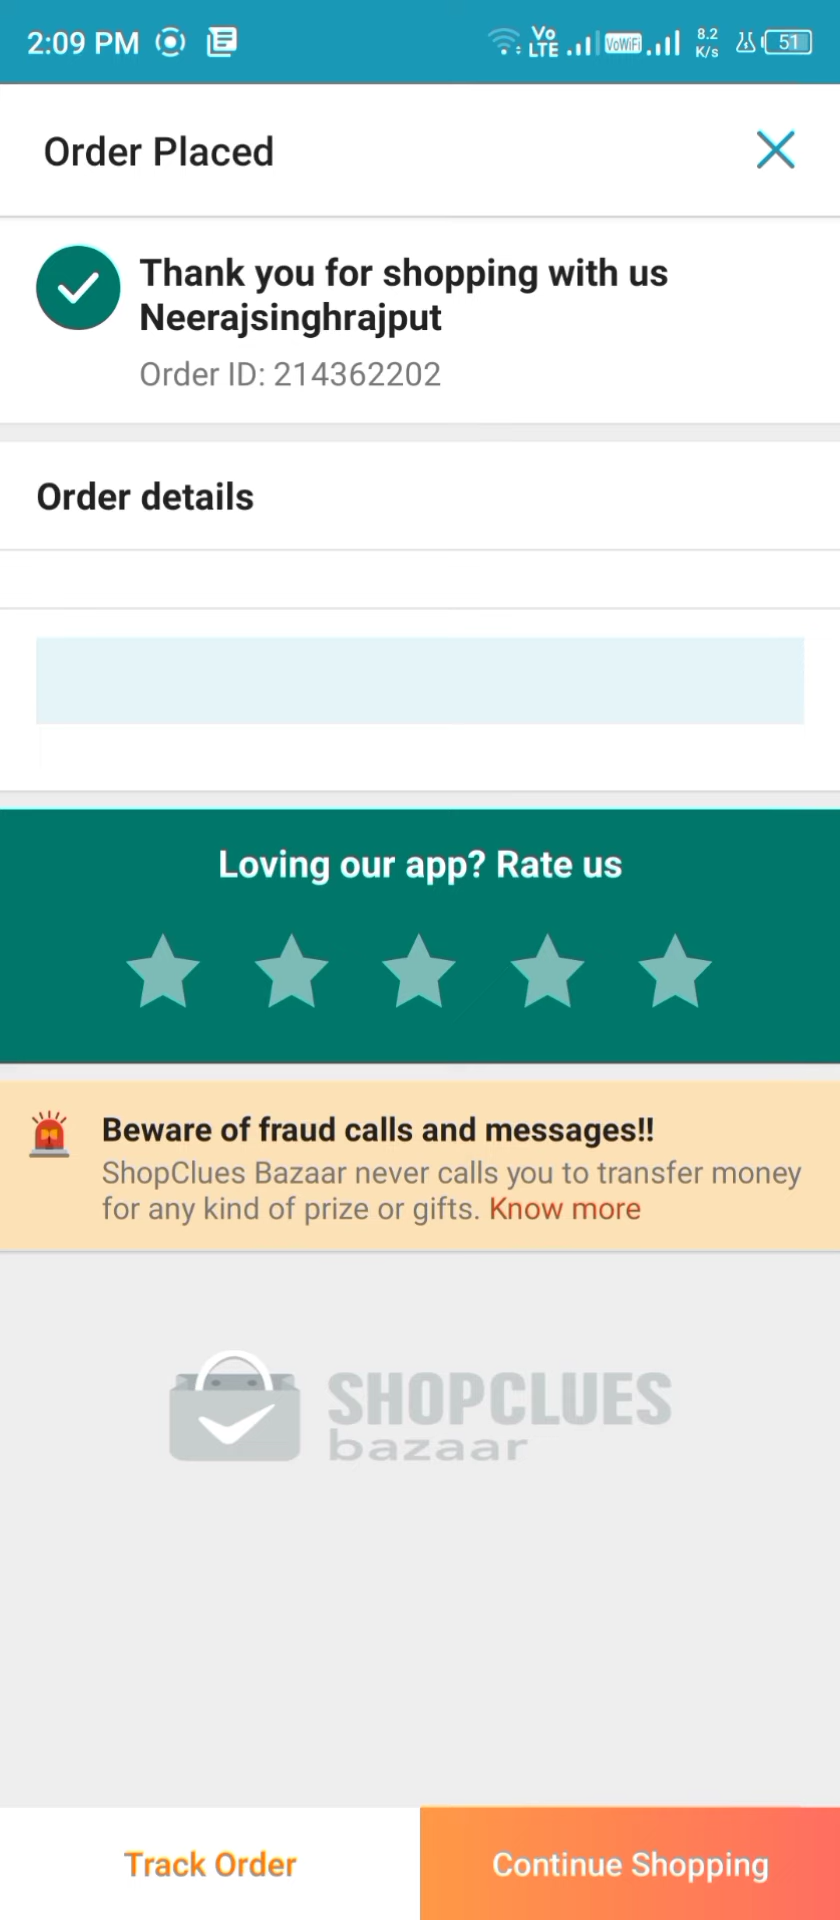 2:09 PM Vo LTE VoWiFi 8.2 K/s 51
Order Placed
Thank you for shopping with us
Neerajsinghrajput
Order ID: 214362202
Order details
Loving our app? Rate us
Beware of fraud calls and messages!!
ShopClues Bazaar never calls you to transfer money
for any kind of prize or gifts. Know more
SHOPCLUES
bazaar
Track Order
Continue Shopping